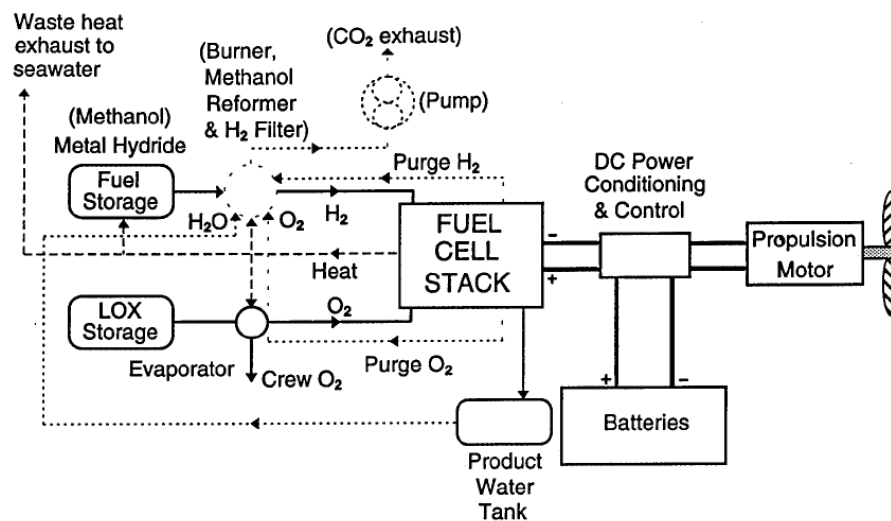 Waste heat
exhaust to
seawater
(CO₂ exhaust)
(Burner,
Methanol
Reformer
& H₂ Filter)
(Pump)
(Methanol)
Metal Hydride
Fuel
Storage
Purge H₂
DC Power
Conditioning
& Control
H₂O
O₂
H₂
FUEL
CELL
STACK
-
+
Propulsion
Motor
Heat
LOX
Storage
O₂
Evaporator
Crew O₂
Purge O₂
+
-
Batteries
Product
Water
Tank